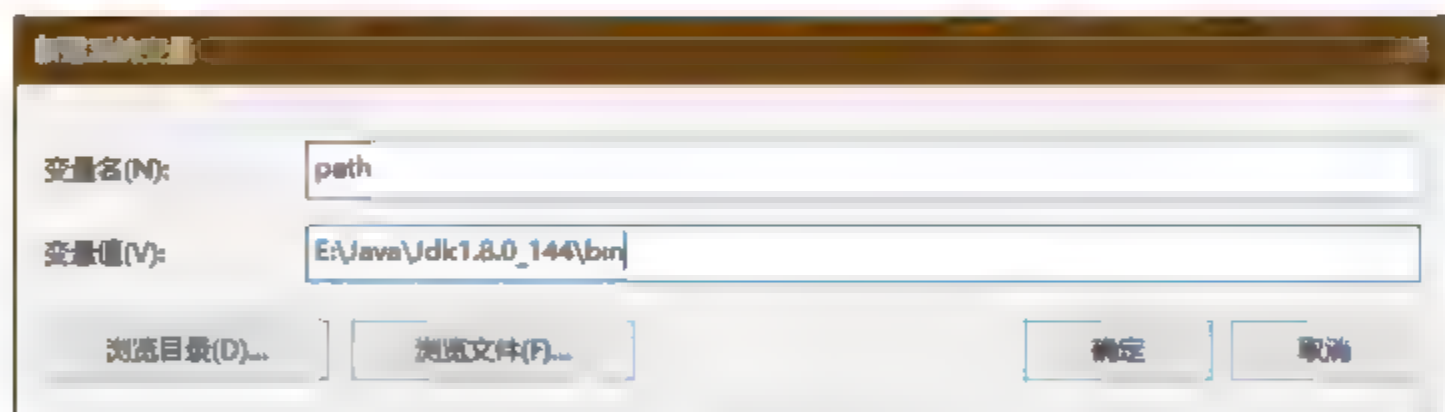 变量名(N):
path
变量值(V):
E:\Java\Jdk1.8.0_144\bin
浏览目录(D)...
浏览文件(F)...
确定
取消